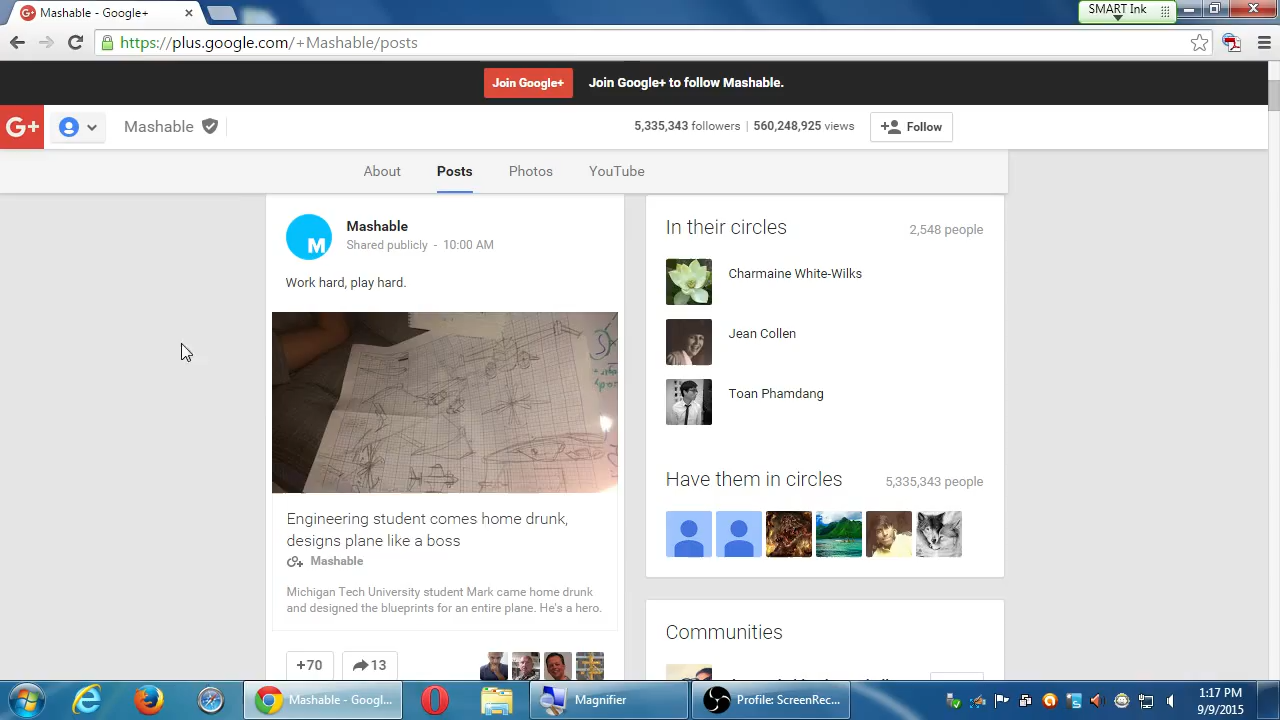 Mashable - Google+
SMART Ink
https://plus.google.com/+Mashable/posts
Join Google+
Join Google+ to follow Mashable.
G+
Mashable
5,335,343 followers | 560,248,925 views
Follow
About
Posts
Photos
YouTube
M
Mashable
Shared publicly - 10:00 AM
Work hard, play hard.
Engineering student comes home drunk,
designs plane like a boss
Mashable
Michigan Tech University student Mark came home drunk
and designed the blueprints for an entire plane. He's a hero.
+70
13
In their circles
2,548 people
Charmaine White-Wilks
Jean Collen
Toan Phamdang
Have them in circles
5,335,343 people
Communities
Mashable - Googl...
Magnifier
Profile: ScreenRec...
1:17 PM
9/9/2015